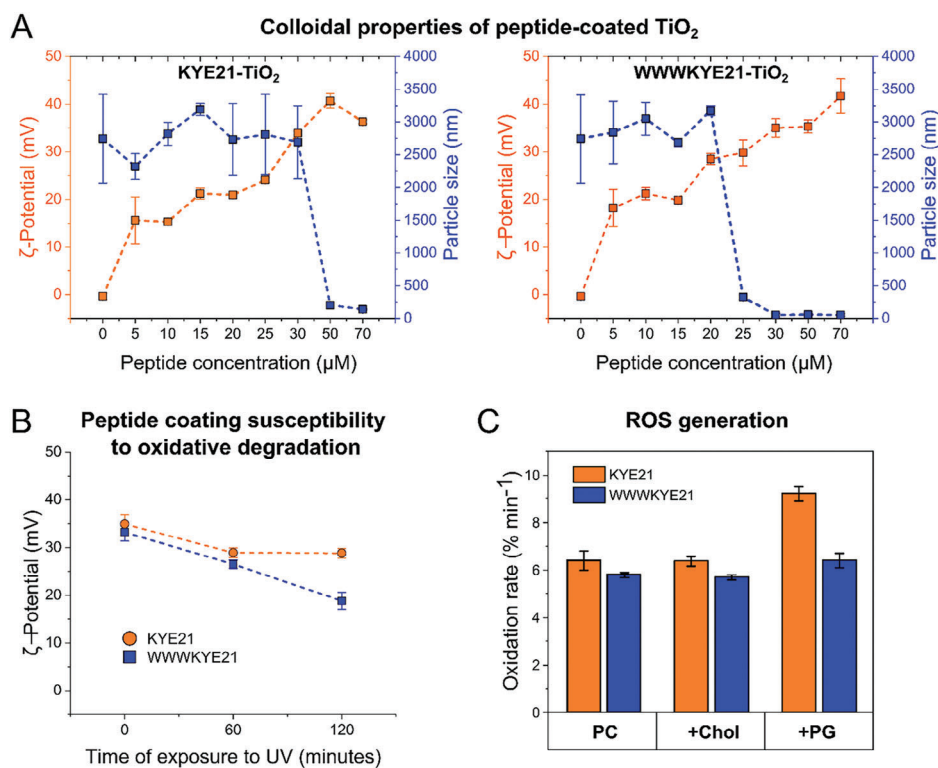 A
Colloidal properties of peptide-coated TiO₂
KYE21-TiO₂
50
40
30
20
10
0
ζ-Potential (mV)
4000
3500
3000
2500
2000
1500
1000
500
0
Particle size (nm)
0 5 10 15 20 25 30 50 70
Peptide concentration (µM)
WWWKYE21-TiO₂
50
40
30
20
10
0
ζ-Potential (mV)
4000
3500
3000
2500
2000
1500
1000
500
0
Particle size (nm)
0 5 10 15 20 25 30 50 70
Peptide concentration (µM)
B
Peptide coating susceptibility
to oxidative degradation
50
40
30
20
30
10
0
ζ-Potential (mV)
KYE21
WWWKYE21
0 60 120
Time of exposure to UV (minutes)
C
ROS generation
KYE21
WWWKYE21
10
8
6
4
2
0
Oxidation rate (% min⁻¹)
PC +Chol +PG